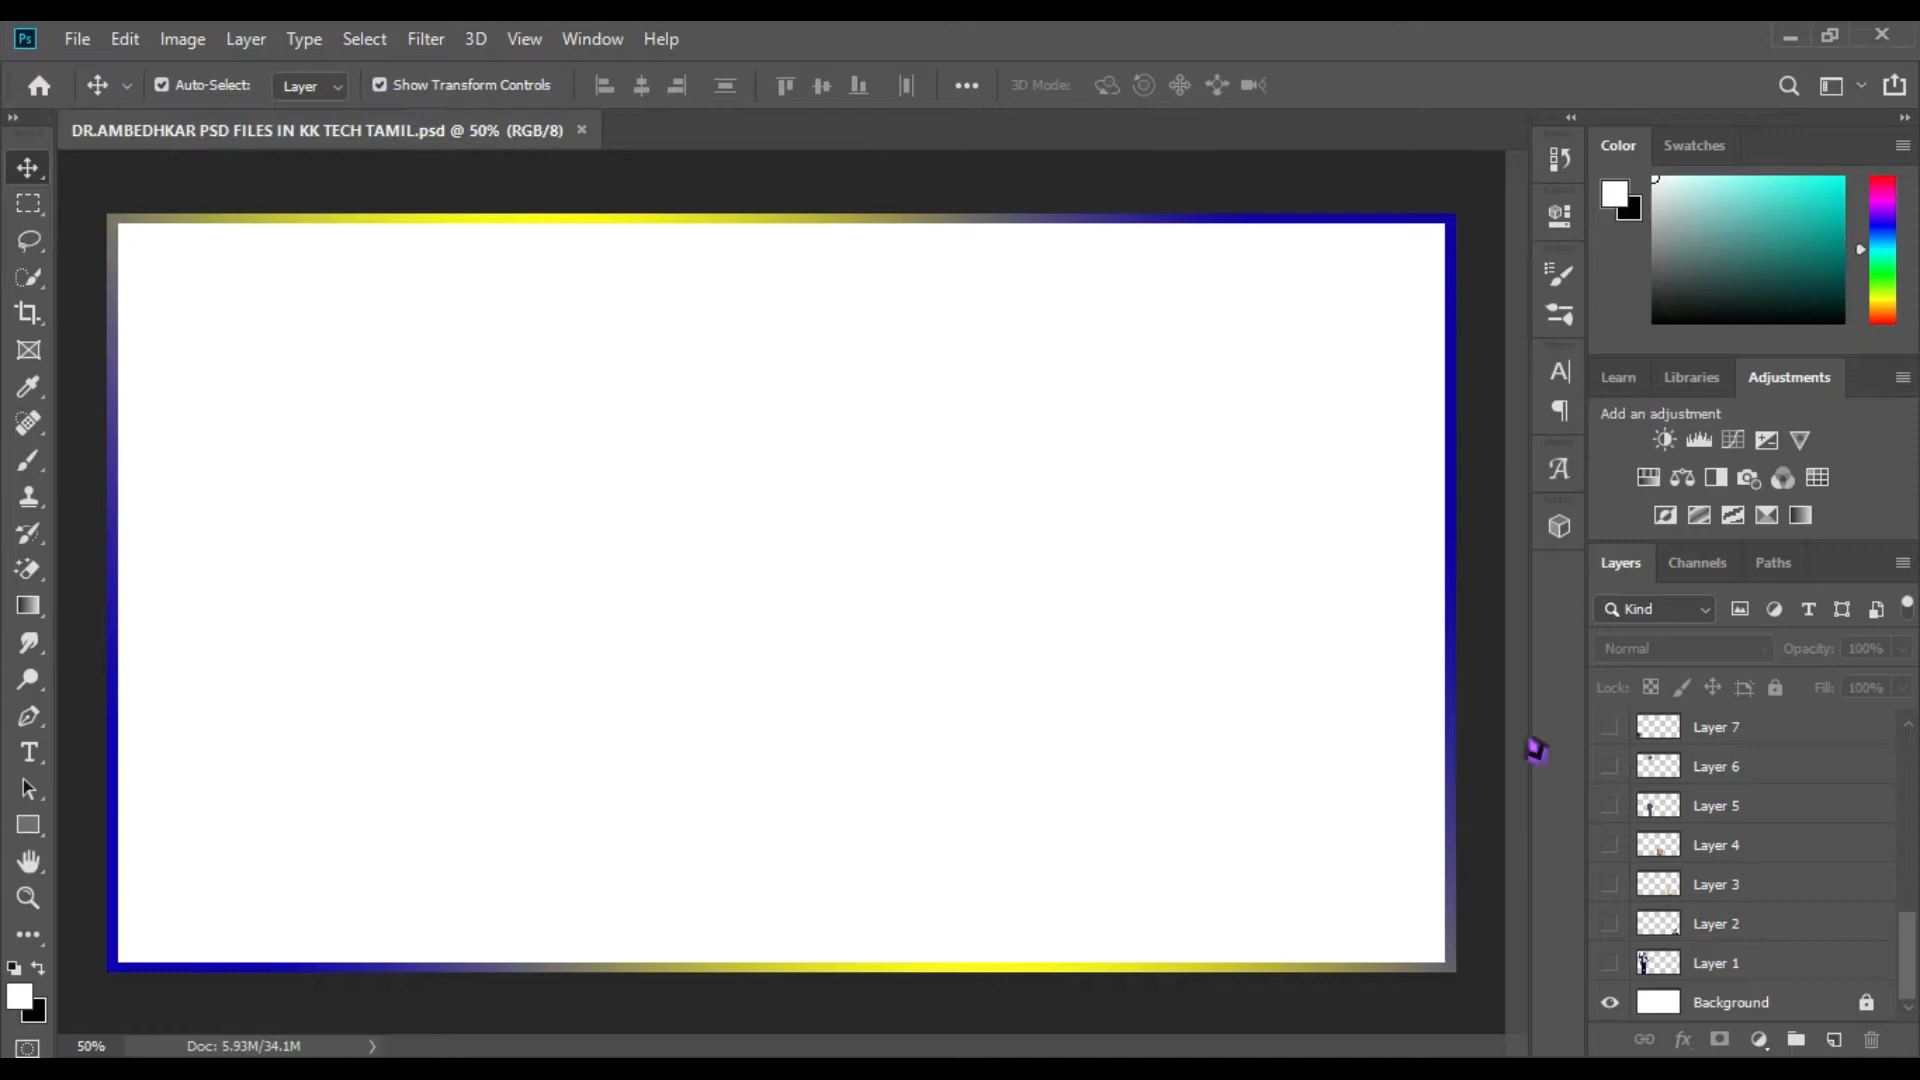 Ps File Edit Image Layer Type Select Filter 3D View Window Help
Auto-Select: Layer Show Transform Controls 3D Mode:
DR.AMBEDHKAR PSD FILES IN KK TECH TAMIL.psd @ 50% (RGB/8)
Color Swatches
Learn Libraries Adjustments
Add an adjustment
Layers Channels Paths
Kind
Normal Opacity: 100%
Lock: Fill: 100%
Layer 7
Layer 6
Layer 5
Layer 4
Layer 3
Layer 2
Layer 1
Background
50% Doc: 5.93M/34.1M